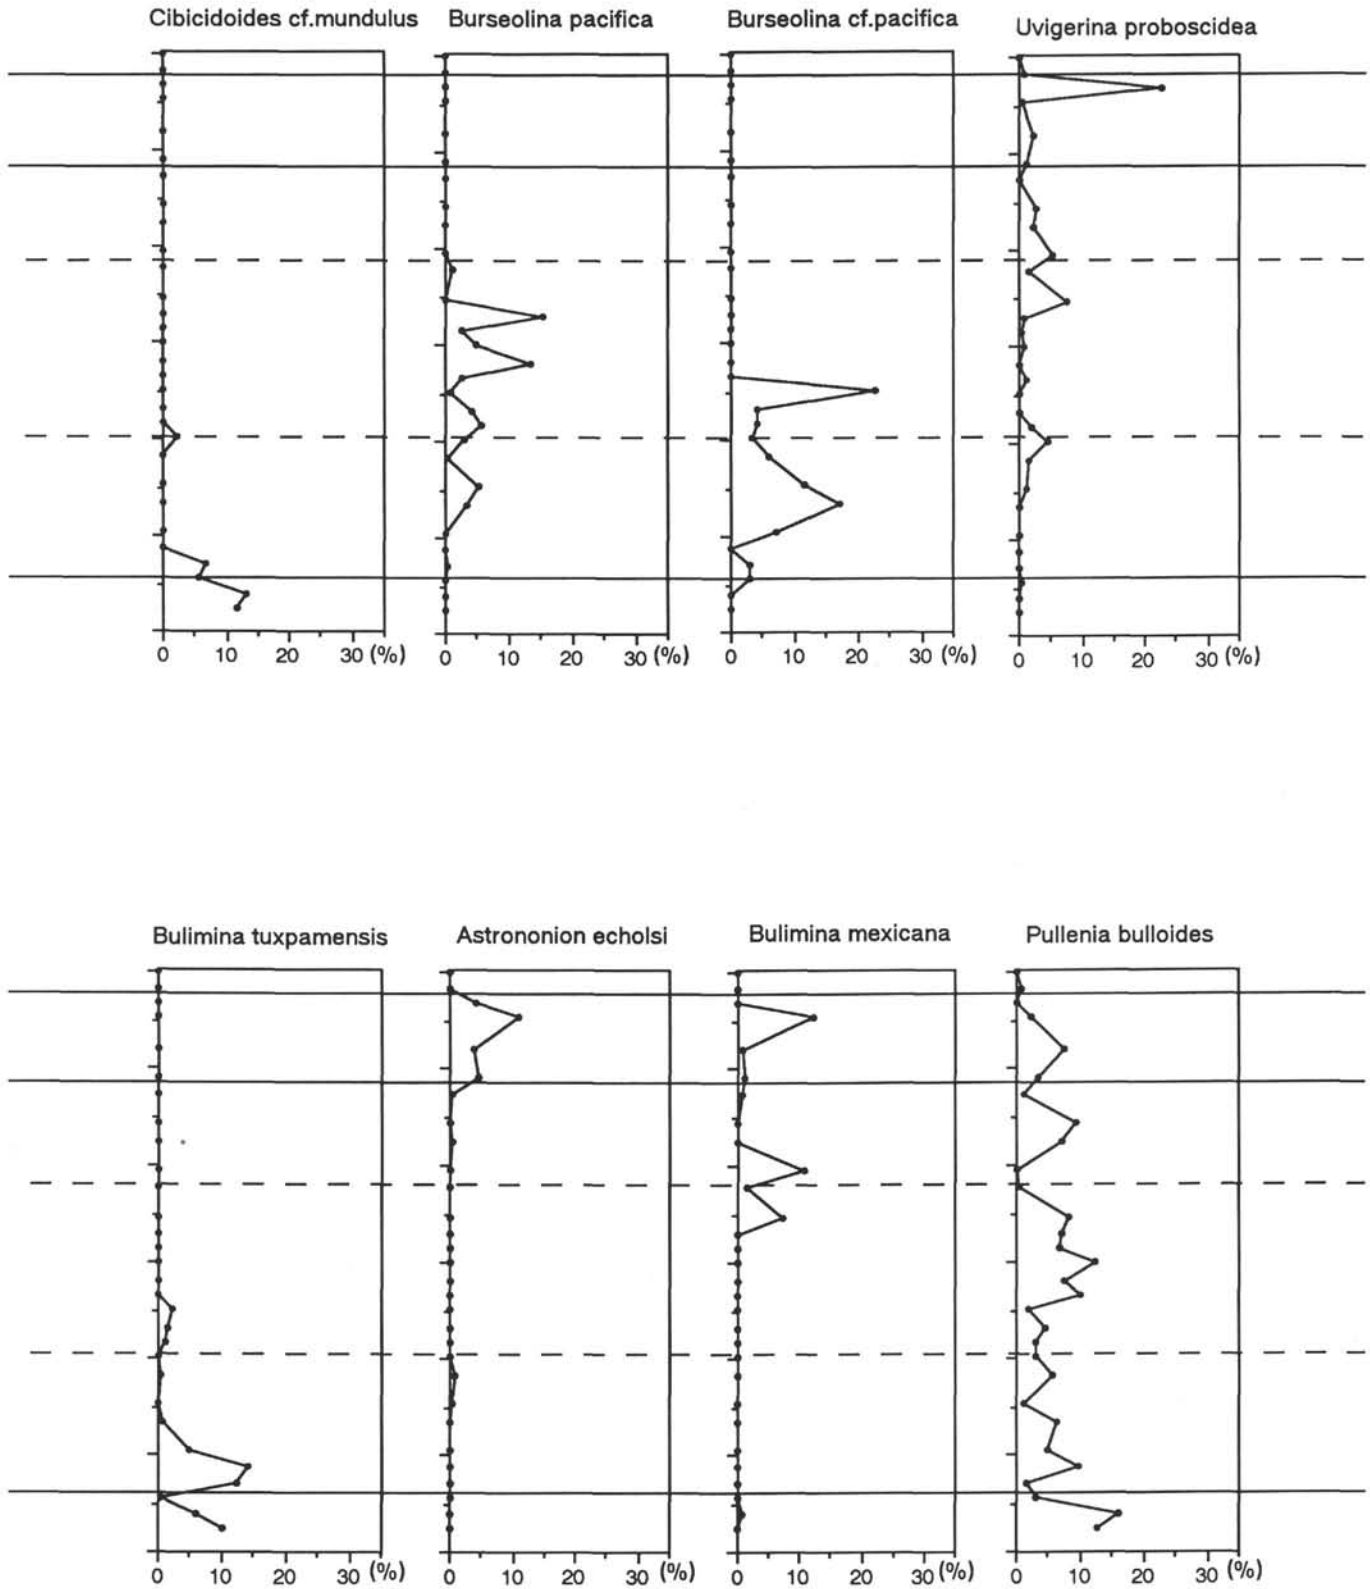 Cibicidoides cf.mundulus
Burseolina pacifica
Burseolina cf.pacifica
Uvigerina proboscidea
0 10 20 30 (%)
0 10 20 30 (%)
0 10 20 30 (%)
0 10 20 30 (%)
Bulimina tuxpamensis
Astrononion echolsi
Bulimina mexicana
Pullenia bulloides
0 10 20 30 (%)
0 10 20 30 (%)
0 10 20 30 (%)
0 10 20 30 (%)